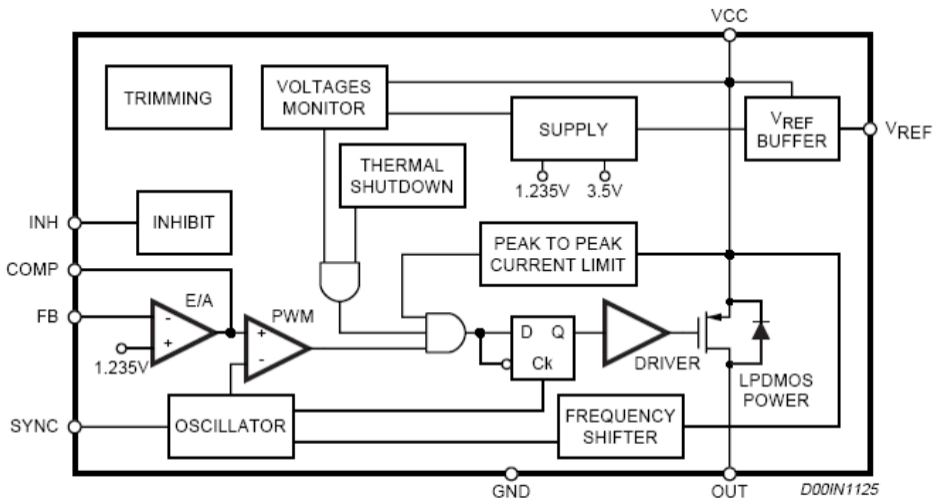 VCC
TRIMMING
VOLTAGES
MONITOR
SUPPLY
VREF
BUFFER
VREF
THERMAL
SHUTDOWN
1.235V
3.5V
INH
INHIBIT
PEAK TO PEAK
CURRENT LIMIT
COMP
E/A
FB
-
+
1.235V
PWM
+
-
D Q
Ck
DRIVER
LPDMOS
POWER
SYNC
OSCILLATOR
FREQUENCY
SHIFTER
GND
OUT
D00IN1125